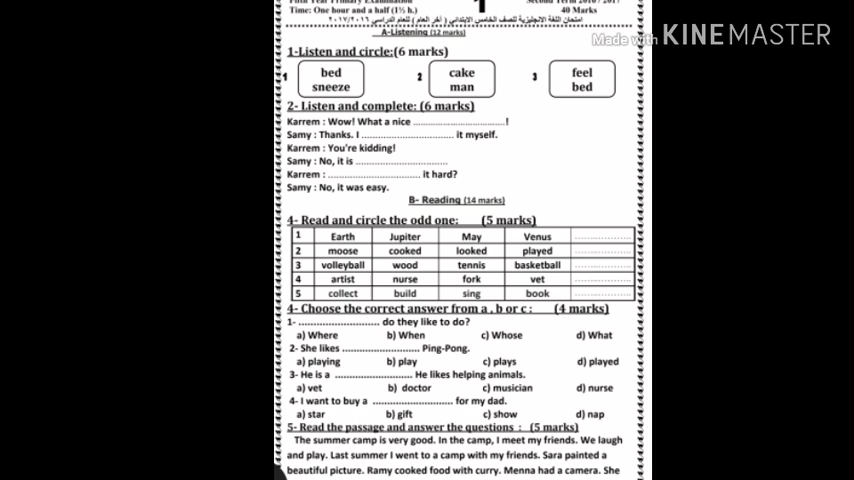 Fifth Year Primary Examination Second Term 2016 / 2017
Time: One hour and a half (1½ h.) 1 40 Marks
امتحان اللغة الانجليزية للصف الخامس الابتدائي (أخر العام) للعام الدراسي ٢٠١٧/٢٠١٦
Made with KINEMASTER
A-Listening (12 marks)
1-Listen and circle:(6 marks)
1 bed 2 cake 3 feel
sneeze man bed
2- Listen and complete: (6 marks)
Karrem : Wow! What a nice ....................................!
Samy : Thanks. I .................................... it myself.
Karrem : You're kidding!
Samy : No, it is ....................................
Karrem : .................................... it hard?
Samy : No, it was easy.
B- Reading (14 marks)
4- Read and circle the odd one: (5 marks)
1 Earth Jupiter May Venus ....................
2 moose cooked looked played ....................
3 volleyball wood tennis basketball ....................
4 artist nurse fork vet ....................
5 collect build sing book ....................
4- Choose the correct answer from a , b or c : (4 marks)
1- .............................. do they like to do?
a) Where b) When c) Whose d) What
2- She likes .............................. Ping-Pong.
a) playing b) play c) plays d) played
3- He is a .............................. He likes helping animals.
a) vet b) doctor c) musician d) nurse
4- I want to buy a .............................. for my dad.
a) star b) gift c) show d) nap
5- Read the passage and answer the questions : (5 marks)
The summer camp is very good. In the camp, I meet my friends. We laugh
and play. Last summer I went to a camp with my friends. Sara painted a
beautiful picture. Ramy cooked food with curry. Menna had a camera. She